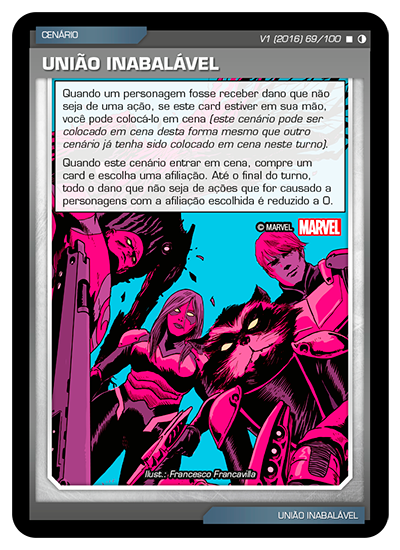 CENÁRIO
V1 (2016) 69/100
UNIÃO INABALÁVEL
Quando um personagem fosse receber dano que não
seja de uma ação, se este card estiver em sua mão,
você pode colocá-lo em cena (este cenário pode ser
colocado em cena desta forma mesmo que outro
cenário já tenha sido colocado em cena neste turno).
Quando este cenário entrar em cena, compre um
card e escolha uma afiliação. Até o final do turno,
todo o dano que não seja de ações que for causado a
personagens com a afiliação escolhida é reduzido a 0.
© MARVEL MARVEL
Ilust.: Francesco Francavilla
UNIÃO INABALÁVEL